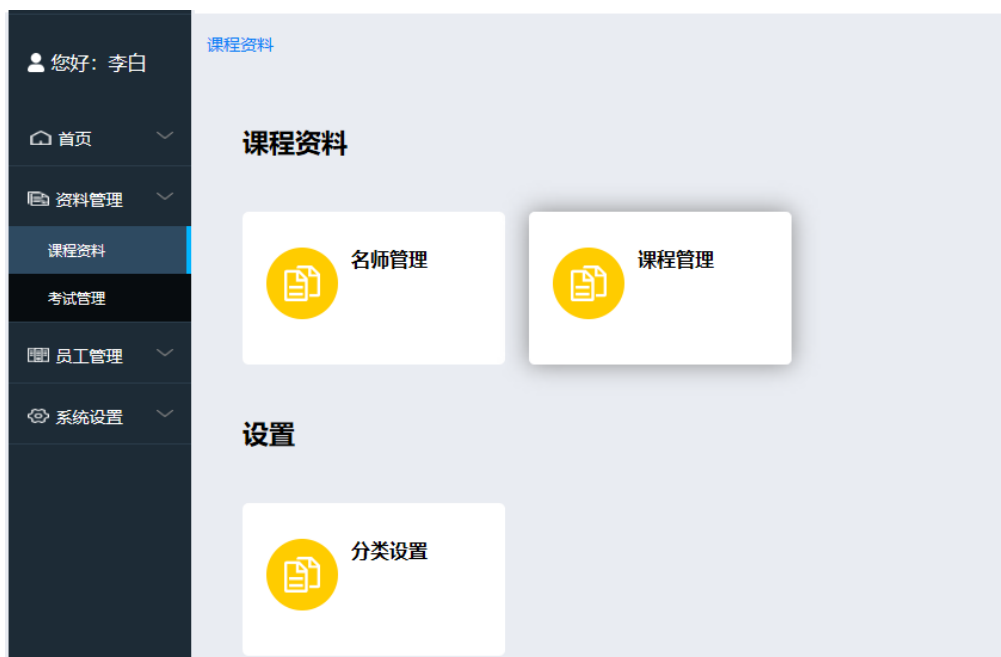 您好：李白
首页
资料管理
课程资料
考试管理
员工管理
系统设置
课程资料
课程资料
名师管理
课程管理
设置
分类设置